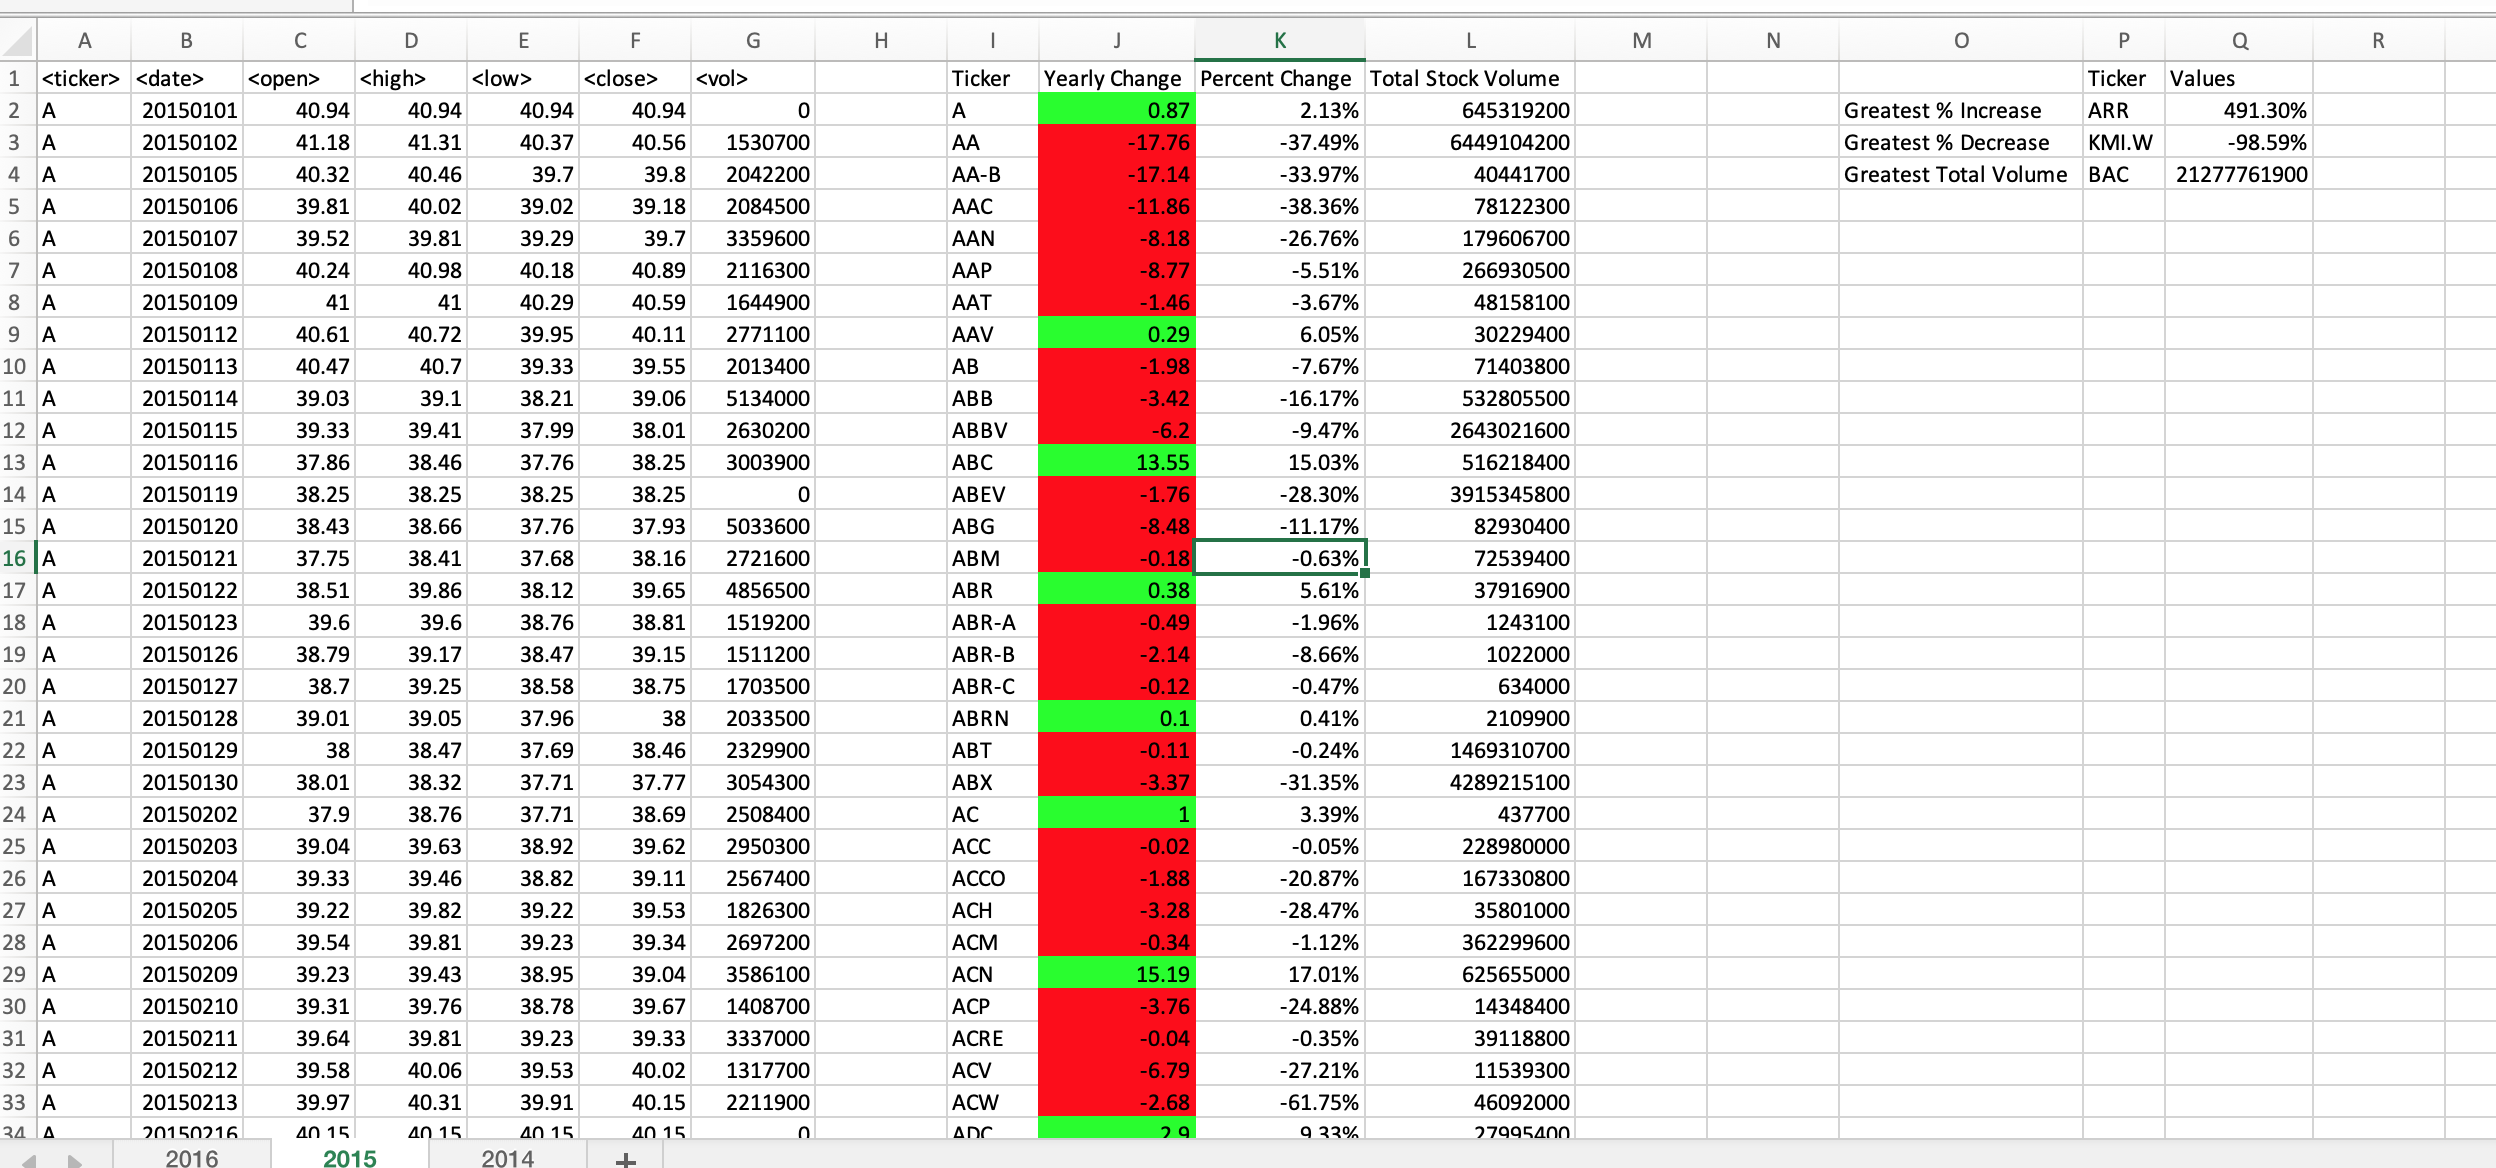 A B C D E F G H I J K L M N O P Q R
1 <ticker> <date> <open> <high> <low> <close> <vol> Ticker Yearly Change Percent Change Total Stock Volume Ticker Values
2 A 20150101 40.94 40.94 40.94 40.94 0 A 0.87 2.13% 645319200 Greatest % Increase ARR 491.30%
3 A 20150102 41.18 41.31 40.37 40.56 1530700 AA -17.76 -37.49% 6449104200 Greatest % Decrease KMI.W -98.59%
4 A 20150105 40.32 40.46 39.7 39.8 2042200 AA-B -17.14 -33.97% 40441700 Greatest Total Volume BAC 21277761900
5 A 20150106 39.81 40.02 39.02 39.18 2084500 AAC -11.86 -38.36% 78122300
6 A 20150107 39.52 39.81 39.29 39.7 3359600 AAN -8.18 -26.76% 179606700
7 A 20150108 40.24 40.98 40.18 40.89 2116300 AAP -8.77 -5.51% 266930500
8 A 20150109 41 41 40.29 40.59 1644900 AAT -1.46 -3.67% 48158100
9 A 20150112 40.61 40.72 39.95 40.11 2771100 AAV 0.29 6.05% 30229400
10 A 20150113 40.47 40.7 39.33 39.55 2013400 AB -1.98 -7.67% 71403800
11 A 20150114 39.03 39.1 38.21 39.06 5134000 ABB -3.42 -16.17% 532805500
12 A 20150115 39.33 39.41 37.99 38.01 2630200 ABBV -6.2 -9.47% 2643021600
13 A 20150116 37.86 38.46 37.76 38.25 3003900 ABC 13.55 15.03% 516218400
14 A 20150119 38.25 38.25 38.25 38.25 0 ABEV -1.76 -28.30% 3915345800
15 A 20150120 38.43 38.66 37.76 37.93 5033600 ABG -8.48 -11.17% 82930400
16 A 20150121 37.75 38.41 37.68 38.16 2721600 ABM -0.18 -0.63% 72539400
17 A 20150122 38.51 39.86 38.12 39.65 4856500 ABR 0.38 5.61% 37916900
18 A 20150123 39.6 39.6 38.76 38.81 1519200 ABR-A -0.49 -1.96% 1243100
19 A 20150126 38.79 39.17 38.47 39.15 1511200 ABR-B -2.14 -8.66% 1022000
20 A 20150127 38.7 39.25 38.58 38.75 1703500 ABR-C -0.12 -0.47% 634000
21 A 20150128 39.01 39.05 37.96 38 2033500 ABRN 0.1 0.41% 2109900
22 A 20150129 38 38.47 37.69 38.46 2329900 ABT -0.11 -0.24% 1469310700
23 A 20150130 38.01 38.32 37.71 37.77 3054300 ABX -3.37 -31.35% 4289215100
24 A 20150202 37.9 38.76 37.71 38.69 2508400 AC 1 3.39% 437700
25 A 20150203 39.04 39.63 38.92 39.62 2950300 ACC -0.02 -0.05% 228980000
26 A 20150204 39.33 39.46 38.82 39.11 2567400 ACCO -1.88 -20.87% 167330800
27 A 20150205 39.22 39.82 39.22 39.53 1826300 ACH -3.28 -28.47% 35801000
28 A 20150206 39.54 39.81 39.23 39.34 2697200 ACM -0.34 -1.12% 362299600
29 A 20150209 39.23 39.43 38.95 39.04 3586100 ACN 15.19 17.01% 625655000
30 A 20150210 39.31 39.76 38.78 39.67 1408700 ACP -3.76 -24.88% 14348400
31 A 20150211 39.64 39.81 39.23 39.33 3337000 ACRE -0.04 -0.35% 39118800
32 A 20150212 39.58 40.06 39.53 40.02 1317700 ACV -6.79 -27.21% 11539300
33 A 20150213 39.97 40.31 39.91 40.15 2211900 ACW -2.68 -61.75% 46092000
34 A 20150216 40.15 40.15 40.15 40.15 0 ADC 2.9 9.33% 27995400
2016 2015 2014 +